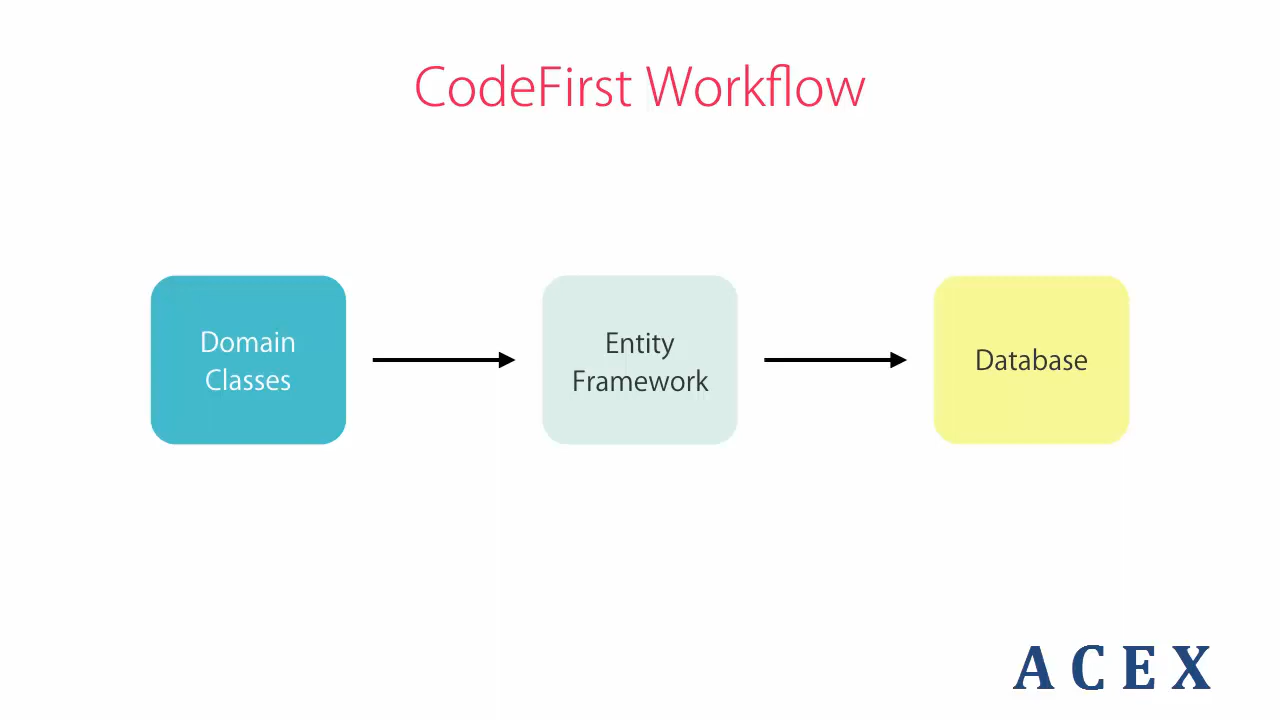 CodeFirst Workflow
Domain
Classes
Entity
Framework
Database
ACEX